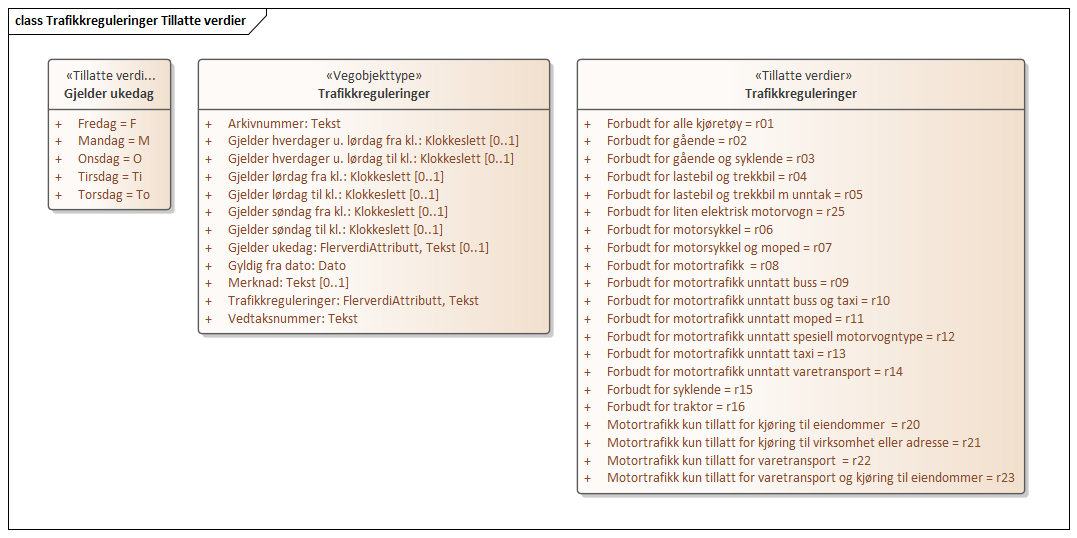 class Trafikkreguleringer Tillatte verdier
«Tillatte verdi...
Gjelder ukedag
+ Fredag = F
+ Mandag = M
+ Onsdag = O
+ Tirsdag = Ti
+ Torsdag = To
«Vegobjekttype»
Trafikkreguleringer
+ Arkivnummer: Tekst
+ Gjelder hverdager u. lørdag fra kl.: Klokkeslett [0..1]
+ Gjelder hverdager u. lørdag til kl.: Klokkeslett [0..1]
+ Gjelder lørdag fra kl.: Klokkeslett [0..1]
+ Gjelder lørdag til kl.: Klokkeslett [0..1]
+ Gjelder søndag fra kl.: Klokkeslett [0..1]
+ Gjelder søndag til kl.: Klokkeslett [0..1]
+ Gjelder ukedag: FlerverdiAttributt, Tekst [0..1]
+ Gyldig fra dato: Dato
+ Merknad: Tekst [0..1]
+ Trafikkreguleringer: FlerverdiAttributt, Tekst
+ Vedtaksnummer: Tekst
«Tillatte verdier»
Trafikkreguleringer
+ Forbudt for alle kjøretøy = r01
+ Forbudt for gående = r02
+ Forbudt for gående og syklende = r03
+ Forbudt for lastebil og trekkbil = r04
+ Forbudt for lastebil og trekkbil m unntak = r05
+ Forbudt for liten elektrisk motorvogn = r25
+ Forbudt for motorsykkel = r06
+ Forbudt for motorsykkel og moped = r07
+ Forbudt for motortrafikk  = r08
+ Forbudt for motortrafikk unntatt buss = r09
+ Forbudt for motortrafikk unntatt buss og taxi = r10
+ Forbudt for motortrafikk unntatt moped = r11
+ Forbudt for motortrafikk unntatt spesiell motorvogntype = r12
+ Forbudt for motortrafikk unntatt taxi = r13
+ Forbudt for motortrafikk unntatt varetransport = r14
+ Forbudt for syklende = r15
+ Forbudt for traktor = r16
+ Motortrafikk kun tillatt for kjøring til eiendommer  = r20
+ Motortrafikk kun tillatt for kjøring til virksomhet eller adresse = r21
+ Motortrafikk kun tillatt for varetransport  = r22
+ Motortrafikk kun tillatt for varetransport og kjøring til eiendommer = r23